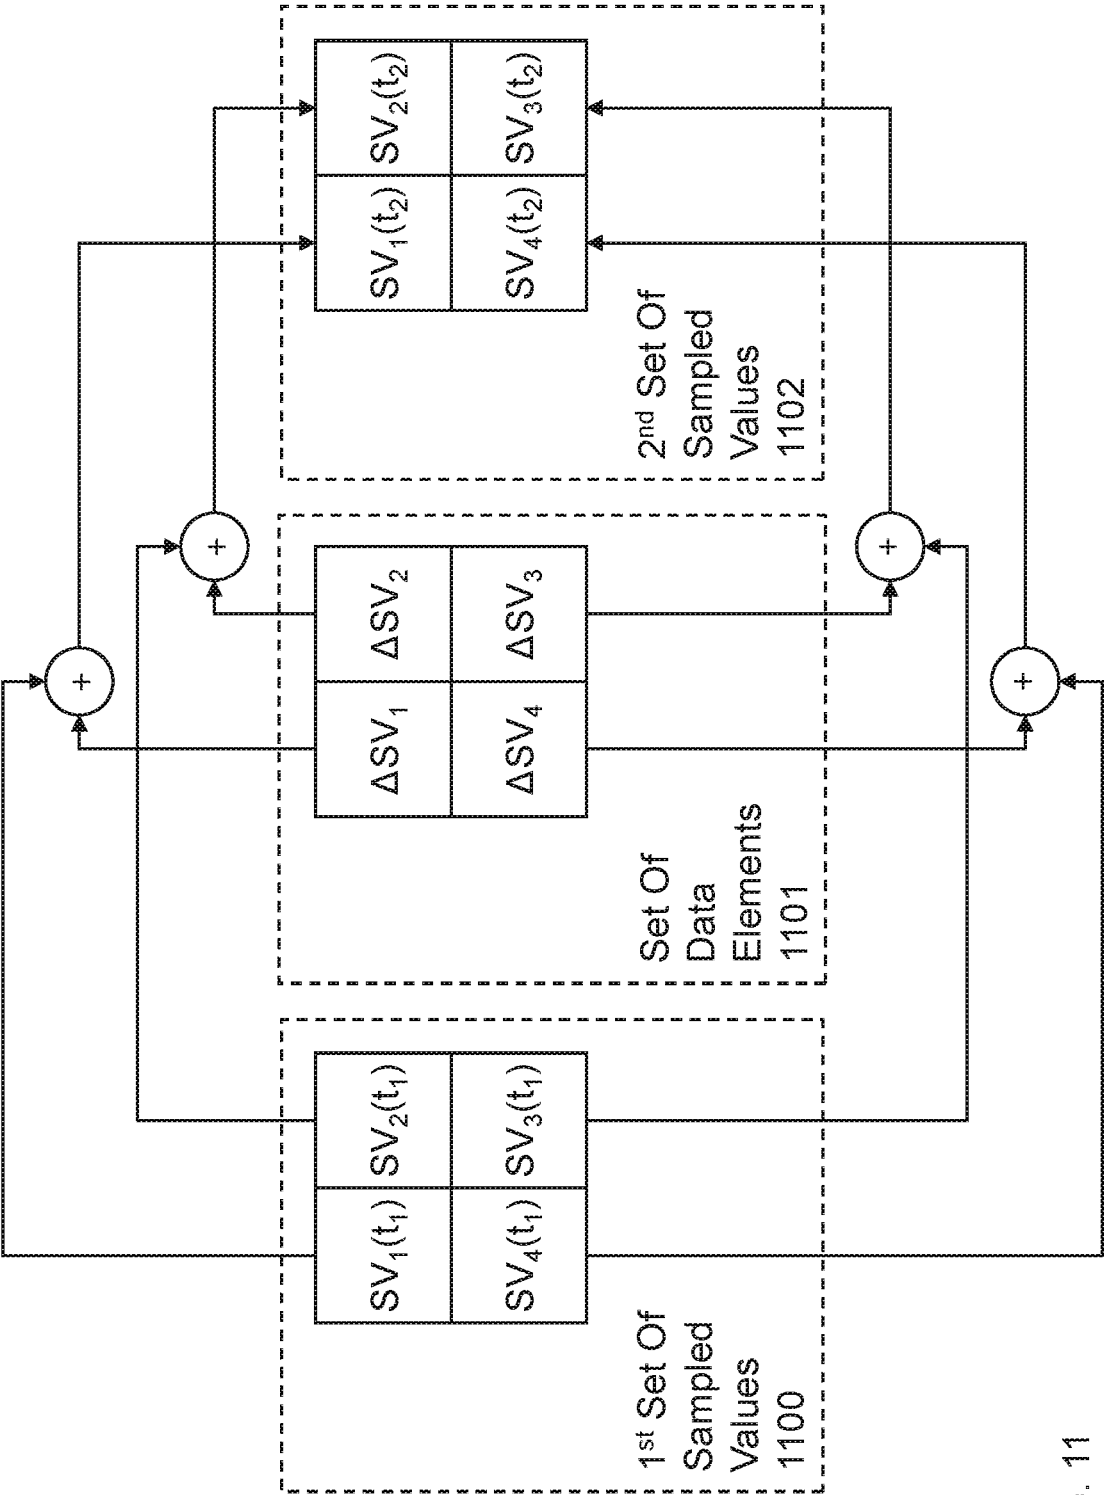 SV₁(t₁) SV₂(t₁)
SV₄(t₁) SV₃(t₁)
1st Set Of
Sampled
Values
1100
ΔSV₁ ΔSV₂
ΔSV₄ ΔSV₃
Set Of
Data
Elements
1101
SV₁(t₂) SV₂(t₂)
SV₄(t₂) SV₃(t₂)
2nd Set Of
Sampled
Values
1102
+
+
+
+
. 11